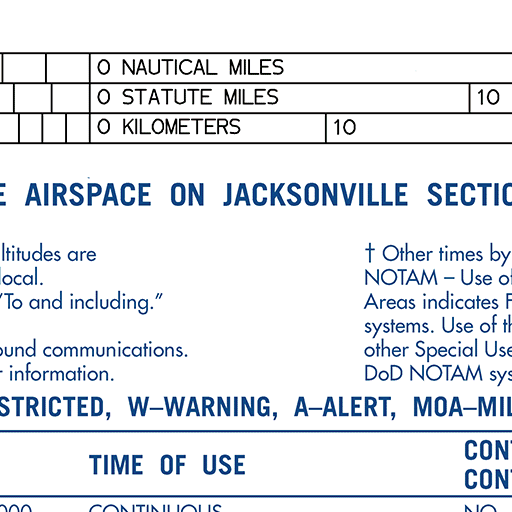 0 NAUTICAL MILES
0 STATUTE MILES 10
0 KILOMETERS 10
AIRSPACE ON JACKSONVILLE
ltitudes are
local.
"To and including."
ound communications.
information.
† Other times by
NOTAM – Use of
Areas indicates F
systems. Use of th
other Special Use
DoD NOTAM sys
STRICTED, W–WARNING, A–ALERT, MOA–MIL
TIME OF USE
CONT
CONT
000 CONTINUOUS NO